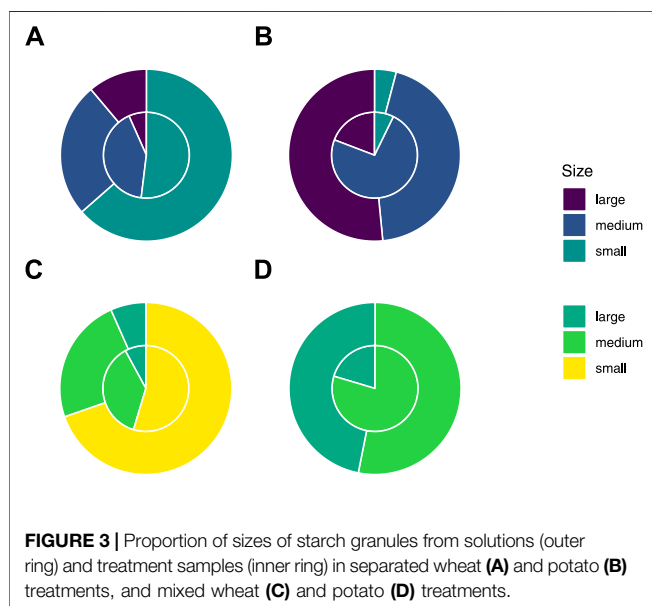 A
B
Size
large
medium
small
C
D
large
medium
small
FIGURE 3 | Proportion of sizes of starch granules from solutions (outer
ring) and treatment samples (inner ring) in separated wheat (A) and potato (B)
treatments, and mixed wheat (C) and potato (D) treatments.